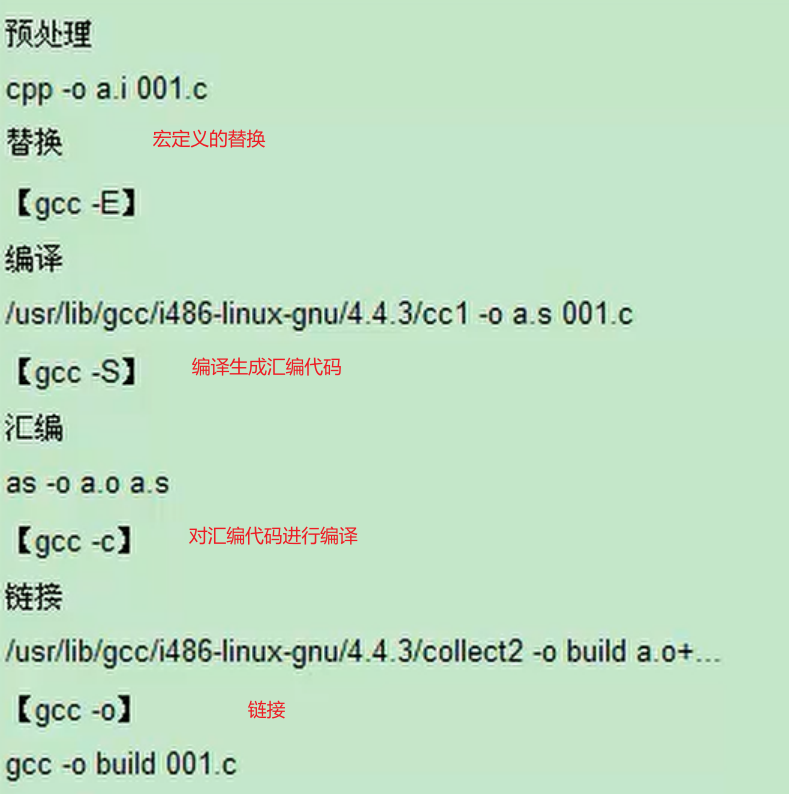 预处理
cpp -o a.i 001.c
替换 宏定义的替换
【gcc -E】
编译
/usr/lib/gcc/i486-linux-gnu/4.4.3/cc1 -o a.s 001.c
【gcc -S】 编译生成汇编代码
汇编
as -o a.o a.s
【gcc -c】 对汇编代码进行编译
链接
/usr/lib/gcc/i486-linux-gnu/4.4.3/collect2 -o build a.o+...
【gcc -o】 链接
gcc -o build 001.c